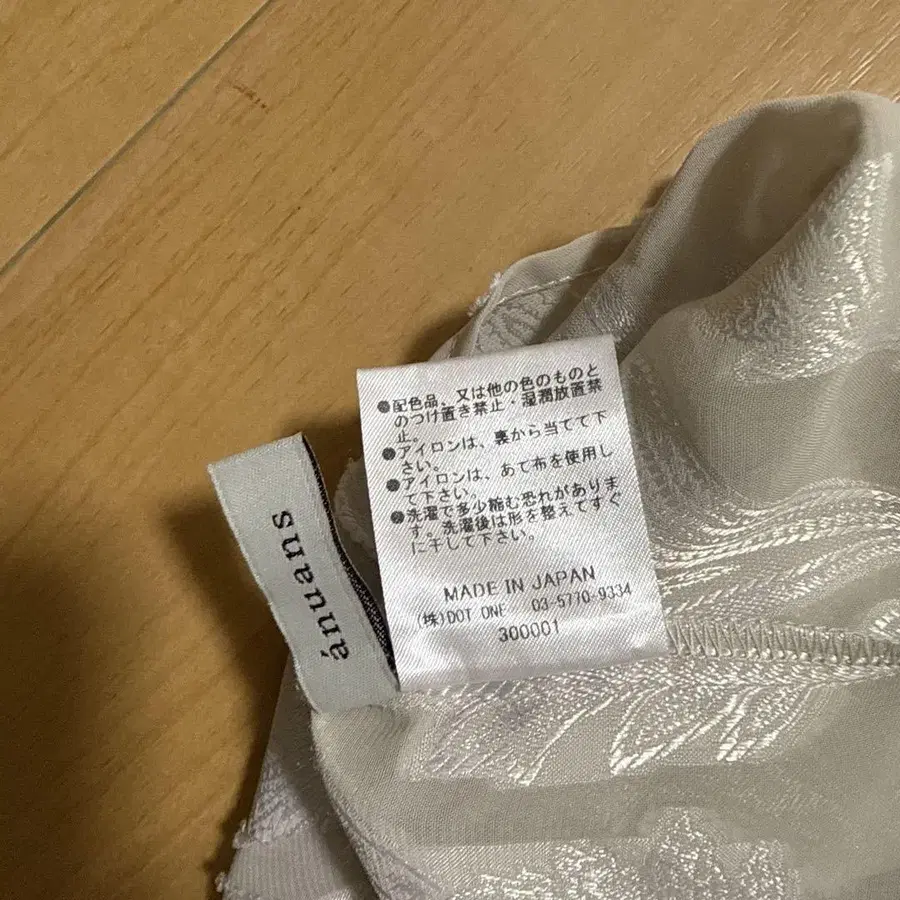 ánuans
●配色品、又は他の色のものと
のつけ置き禁止・湿潤放置禁
止。
●アイロンは、裏から当てて下
さい。
●アイロンは、あて布を使用し
て下さい。
●洗濯で多少縮む恐れがありま
す。洗濯後は形を整えてすぐ
に干して下さい。
MADE IN JAPAN
(株)DOT ONE 03-5770-9334
300001